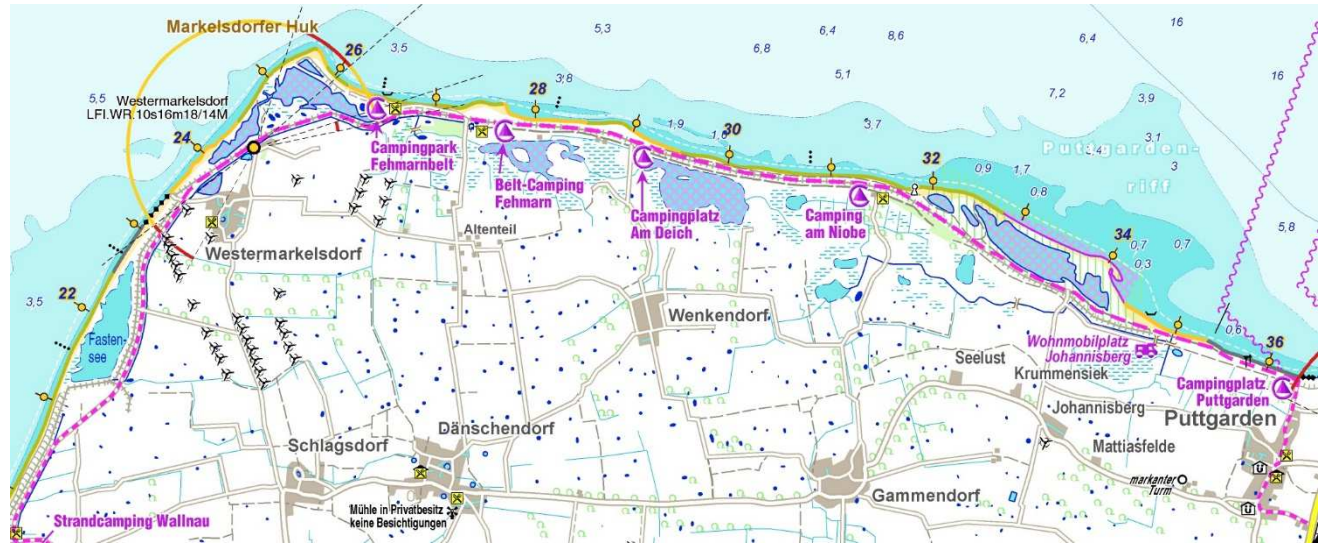 Markelsdorfer Huk
26
3,5
5,3
6,4
8,6
6,4
16
6,8
5,1
16
5,5
Westermarkelsdorf
LFl.WR.10s16m18/14M
3,8
28
7,2
3,9
24
1,9
1,0
30
3,7
3,1
3,4
3
Puttgarden-
riff
Campingpark
Fehmarnbelt
Belt-Camping
Fehmarn
Campingplatz
Am Deich
Camping
am Niobe
32
0,9
1,7
0,8
5,8
Altenteil
Westermarkelsdorf
34
0,7
0,7
0,3
3,5
22
Fasten-
see
Wenkendorf
0,6
Wohnmobilplatz
Johannisberg
36
Seelust
Krummensiek
Campingplatz
Puttgarden
Johannisberg
Puttgarden
Mattiasfelde
Dänschendorf
Schlagsdorf
markanter
Turm
Gammendorf
Mühle in Privatbesitz
keine Besichtigungen
Strandcamping Wallnau